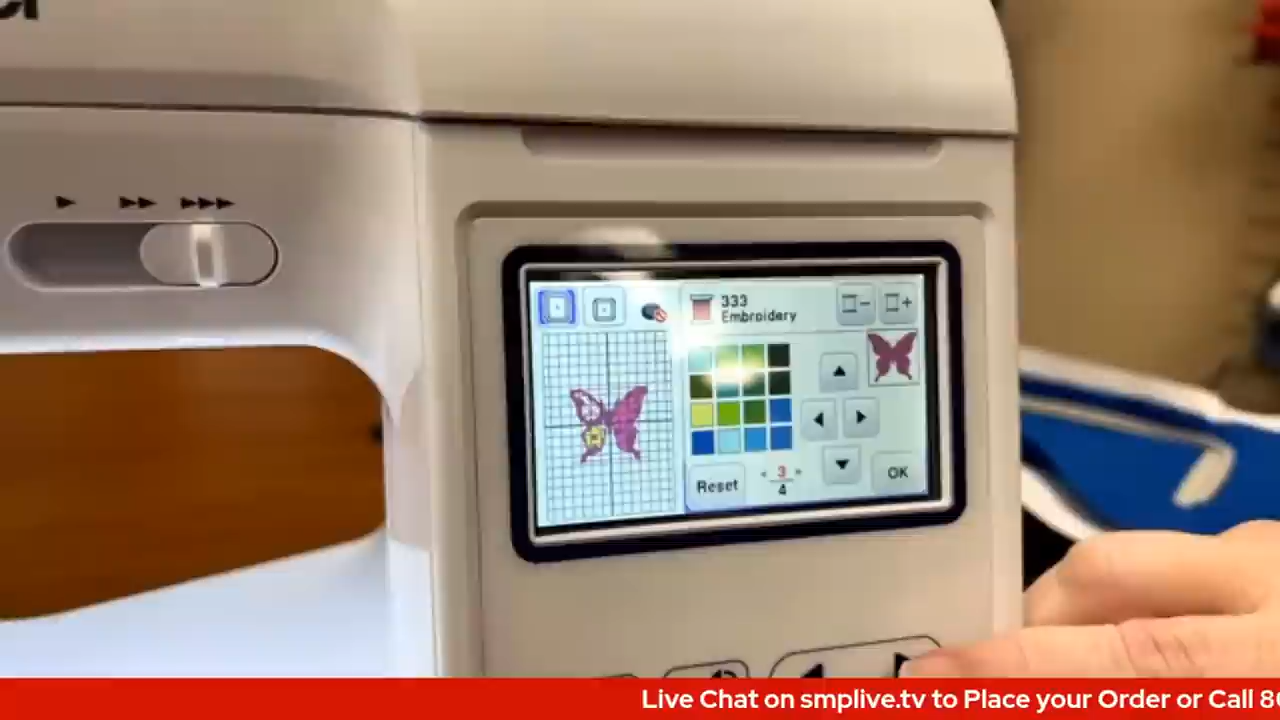 333
Embroidery
Reset
3
4
OK
Live Chat on smplive.tv to Place your Order or Call 8